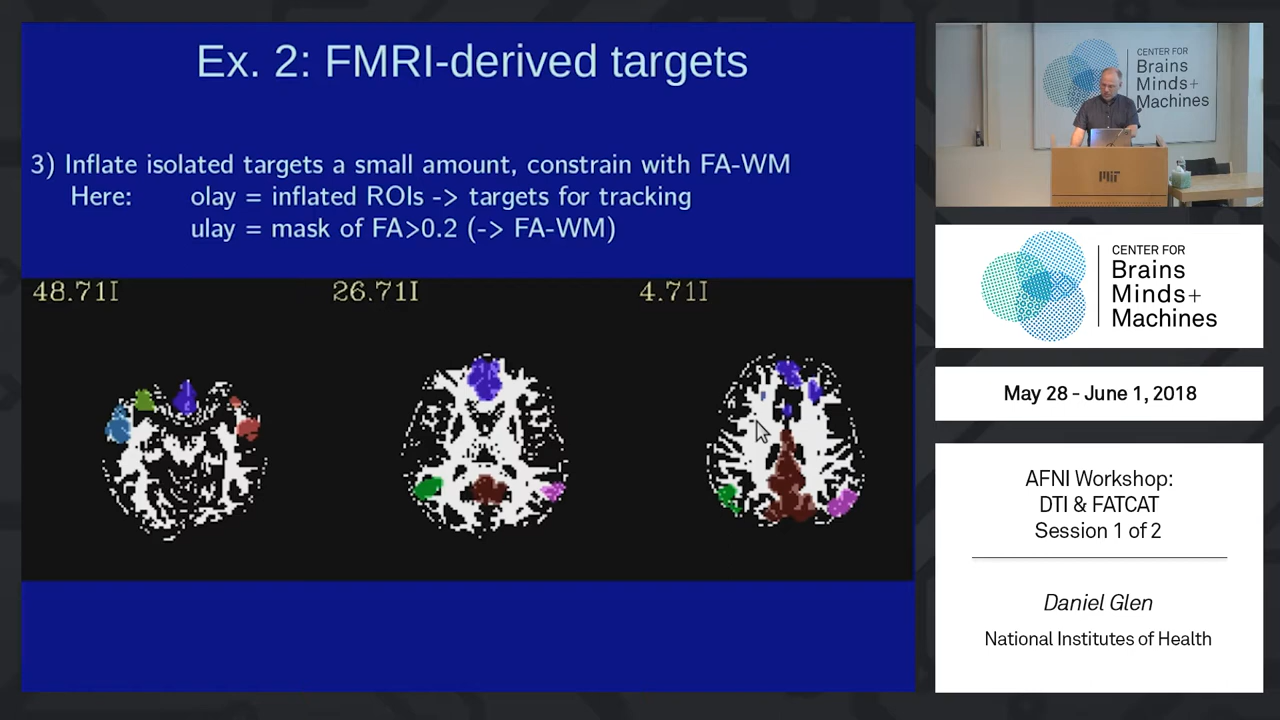 Ex. 2: FMRI-derived targets
3) Inflate isolated targets a small amount, constrain with FA-WM
Here: olay = inflated ROIs -> targets for tracking
ulay = mask of FA>0.2 (-> FA-WM)
48.71I 26.71I 4.71I
CENTER FOR
Brains
Minds+
Machines
MIT
CENTER FOR
Brains
Minds+
Machines
May 28 - June 1, 2018
AFNI Workshop:
DTI & FATCAT
Session 1 of 2
Daniel Glen
National Institutes of Health